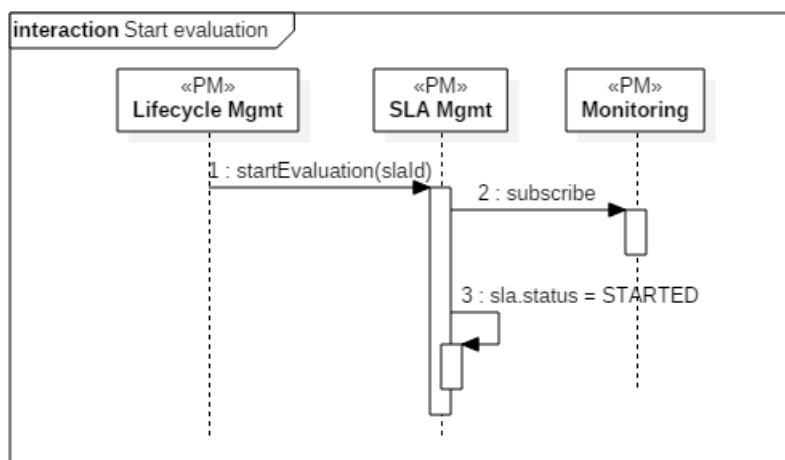 interaction Start evaluation
«PM»
Lifecycle Mgmt
«PM»
SLA Mgmt
«PM»
Monitoring
1 : startEvaluation(slaId)
2 : subscribe
3 : sla.status = STARTED